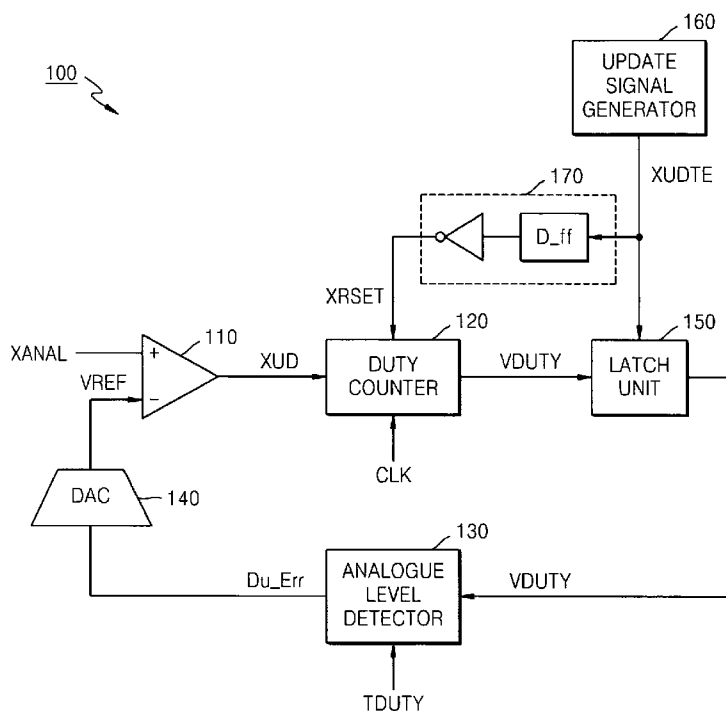 160
UPDATE
SIGNAL
GENERATOR
100
XUDTE
170
D_ff
XRSET
110
120
150
XANAL
+
VREF
−
XUD
DUTY
COUNTER
VDUTY
LATCH
UNIT
CLK
DAC
140
130
Du_Err
ANALOGUE
LEVEL
DETECTOR
VDUTY
TDUTY